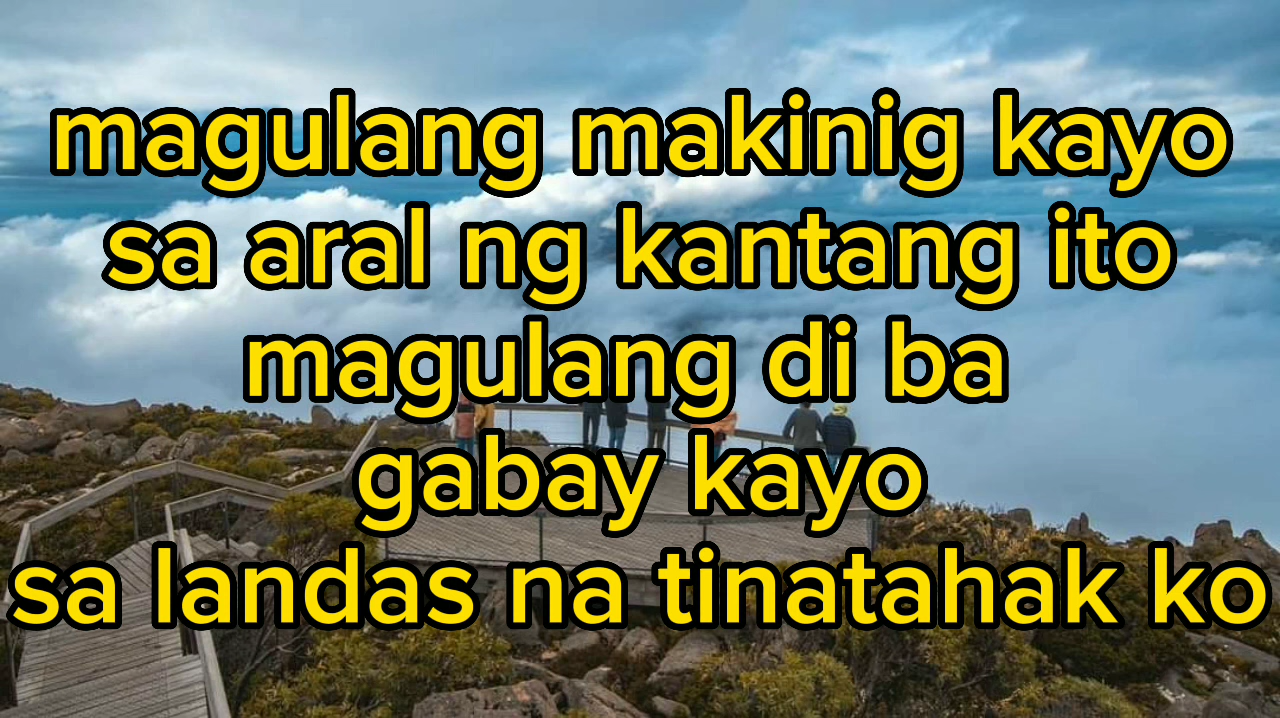 magulang makinig kayo
sa aral ng kantang ito
magulang di ba
gabay kayo
sa landas na tinatahak ko